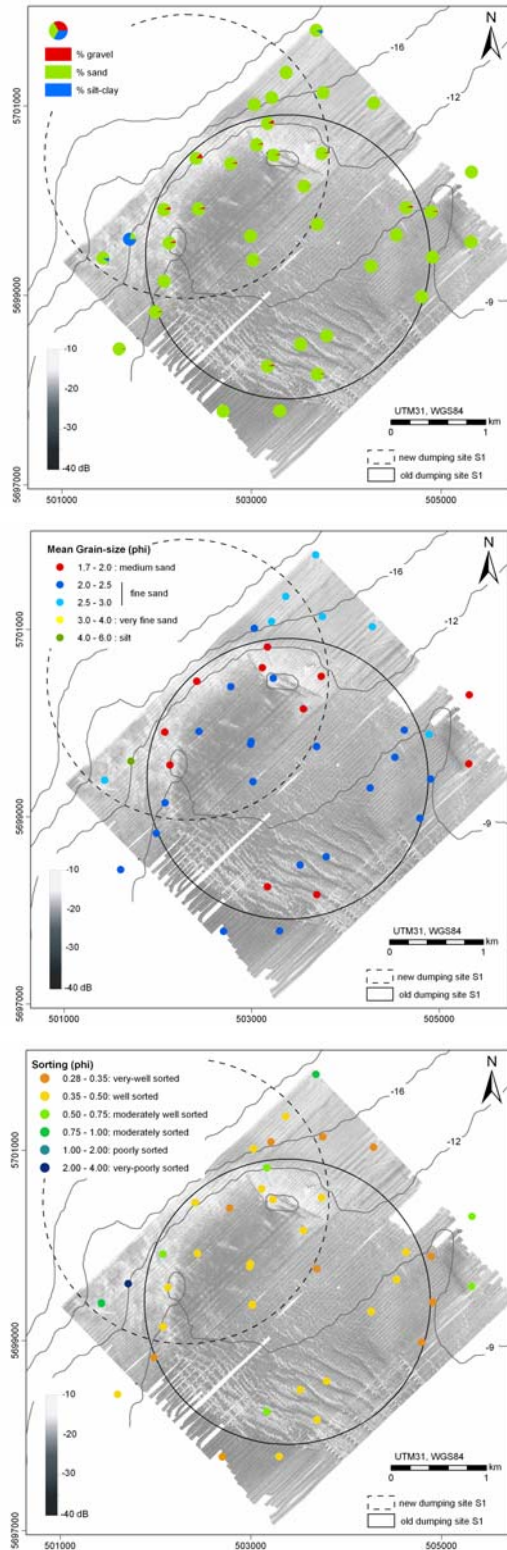 N
% gravel
% sand
% silt-clay
-16
-12
5701000
5699000
-9
-10
-20
-30
-40 dB
UTM31, WGS84
0 1
km
new dumping site S1
old dumping site S1
5697000
501000 503000 505000
Mean Grain-size (phi)
N
1.7 - 2.0 : medium sand
2.0 - 2.5
fine sand
2.5 - 3.0
3.0 - 4.0 : very fine sand
4.0 - 6.0 : silt
-16
-12
5701000
5699000
-9
-10
-20
-30
-40 dB
UTM31, WGS84
0 1
km
new dumping site S1
old dumping site S1
5697000
501000 503000 505000
Sorting (phi)
N
0.28 - 0.35: very-well sorted
0.35 - 0.50: well sorted
0.50 - 0.75: moderately well sorted
0.75 - 1.00: moderately sorted
1.00 - 2.00: poorly sorted
2.00 - 4.00: very-poorly sorted
-16
-12
5701000
5699000
-9
-10
-20
-30
-40 dB
UTM31, WGS84
0 1
km
new dumping site S1
old dumping site S1
5697000
501000 503000 505000